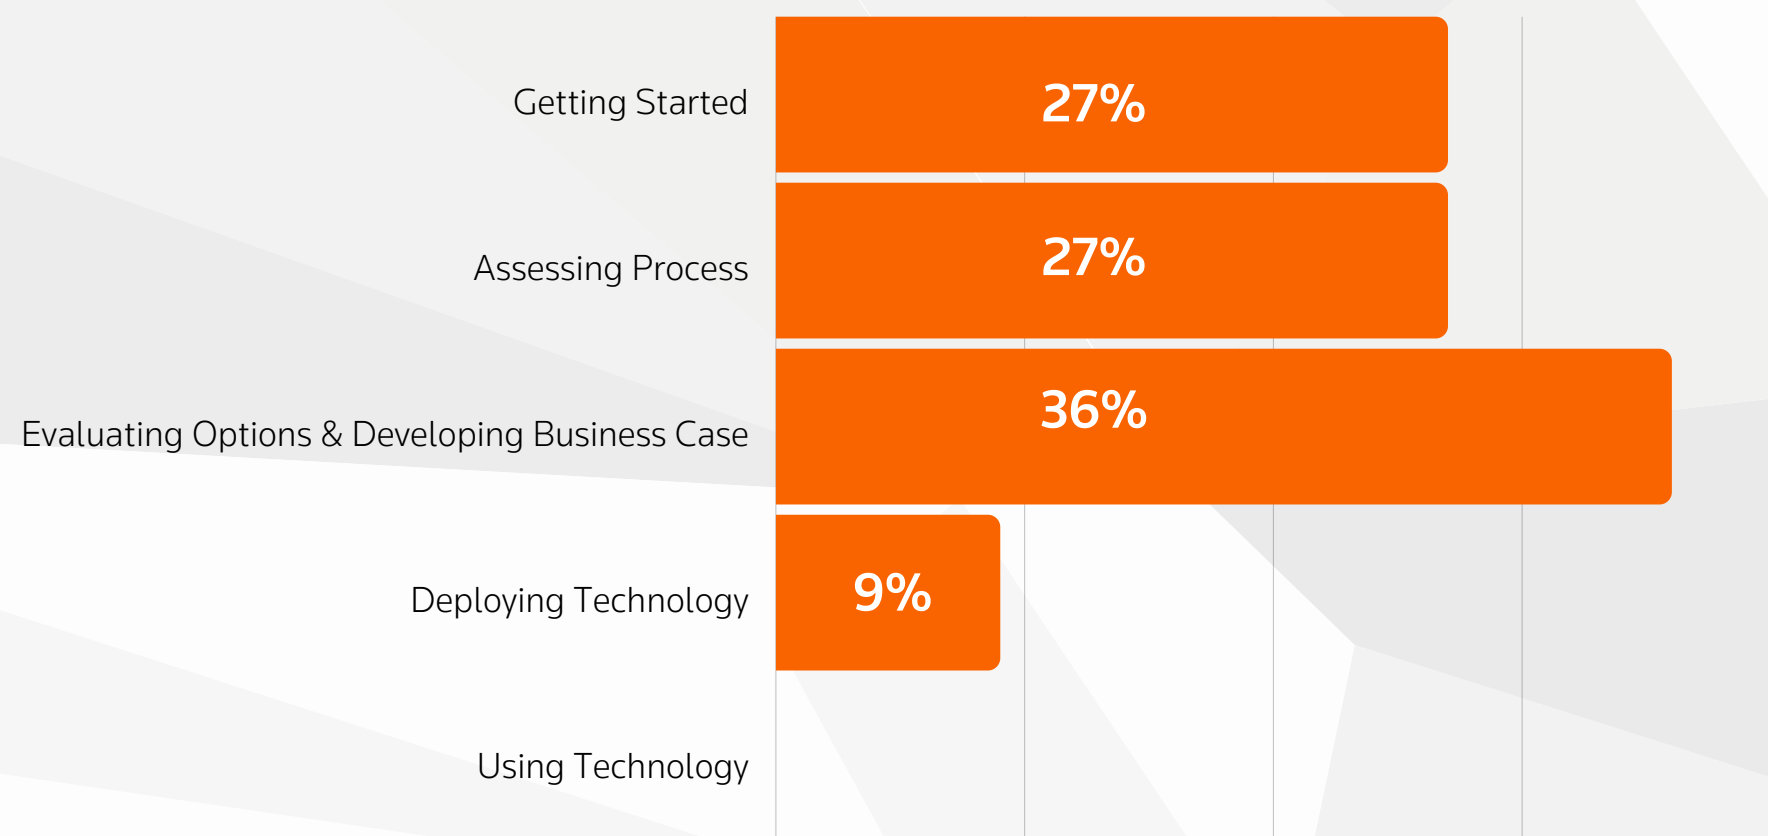 Getting Started 27%
Assessing Process 27%
Evaluating Options & Developing Business Case 36%
Deploying Technology 9%
Using Technology